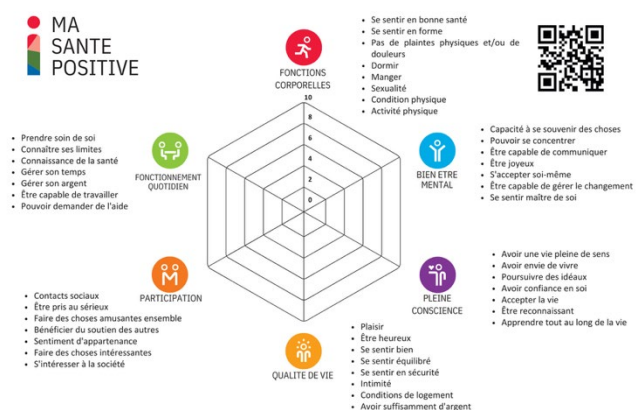 MA
SANTE
POSITIVE
FONCTIONS
CORPORELLES
• Se sentir en bonne santé
• Se sentir en forme
• Pas de plaintes physiques et/ou de
douleurs
• Dormir
• Manger
• Sexualité
• Condition physique
• Activité physique
10
8
6
4
2
0
BIEN ETRE
MENTAL
• Capacité à se souvenir des choses
• Pouvoir se concentrer
• Être capable de communiquer
• Être joyeux
• S'accepter soi-même
• Être capable de gérer le changement
• Se sentir maître de soi
PLEINE
CONSCIENCE
• Avoir une vie pleine de sens
• Avoir envie de vivre
• Poursuivre des idéaux
• Avoir confiance en soi
• Accepter la vie
• Être reconnaissant
• Apprendre tout au long de la vie
QUALITE DE VIE
• Plaisir
• Être heureux
• Se sentir bien
• Se sentir équilibré
• Se sentir en sécurité
• Intimité
• Conditions de logement
• Avoir suffisamment d'argent
PARTICIPATION
• Contacts sociaux
• Être pris au sérieux
• Faire des choses amusantes ensemble
• Bénéficier du soutien des autres
• Sentiment d'appartenance
• Faire des choses intéressantes
• S'intéresser à la société
FONCTIONNEMENT
QUOTIDIEN
• Prendre soin de soi
• Connaître ses limites
• Connaissance de la santé
• Gérer son temps
• Gérer son argent
• Être capable de travailler
• Pouvoir demander de l'aide